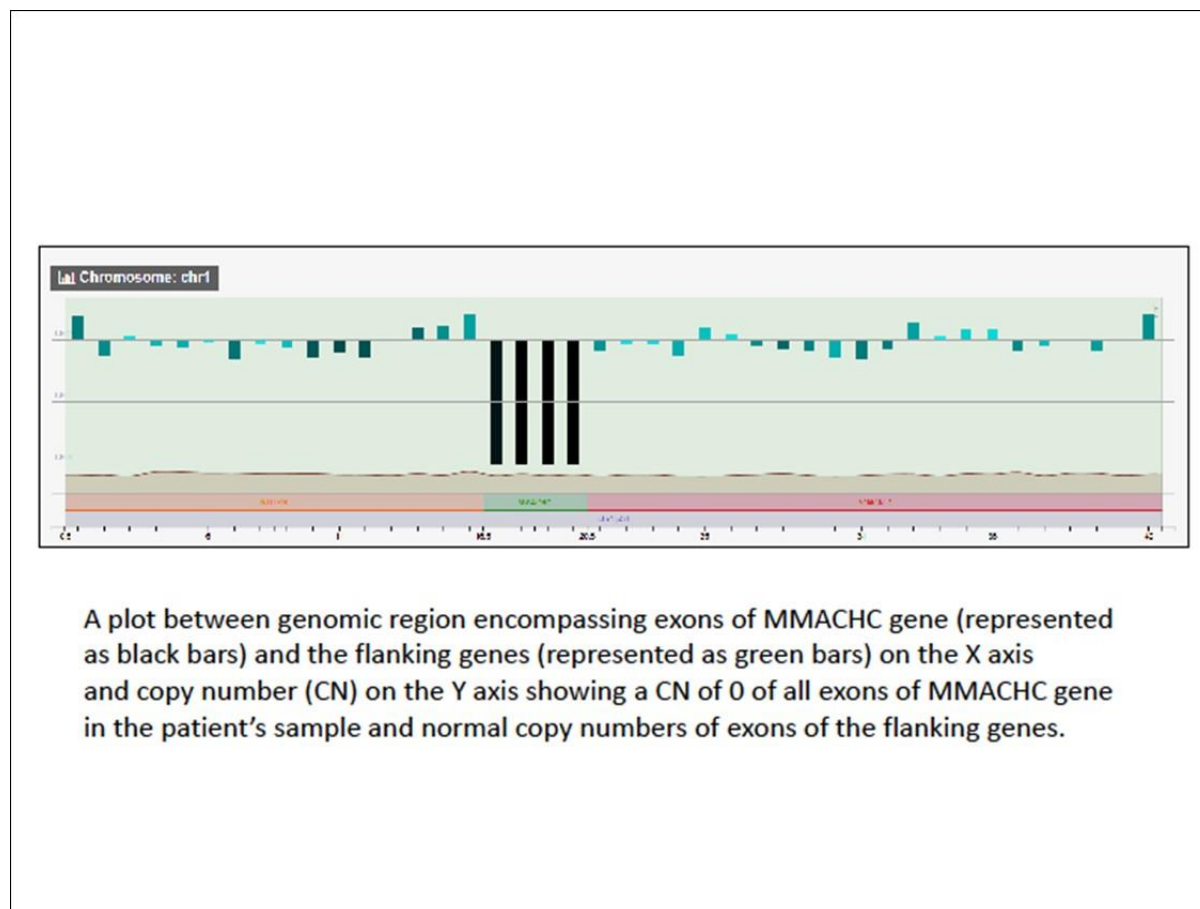 Chromosome: chr1
A plot between genomic region encompassing exons of MMACHC gene (represented
as black bars) and the flanking genes (represented as green bars) on the X axis
and copy number (CN) on the Y axis showing a CN of 0 of all exons of MMACHC gene
in the patient's sample and normal copy numbers of exons of the flanking genes.